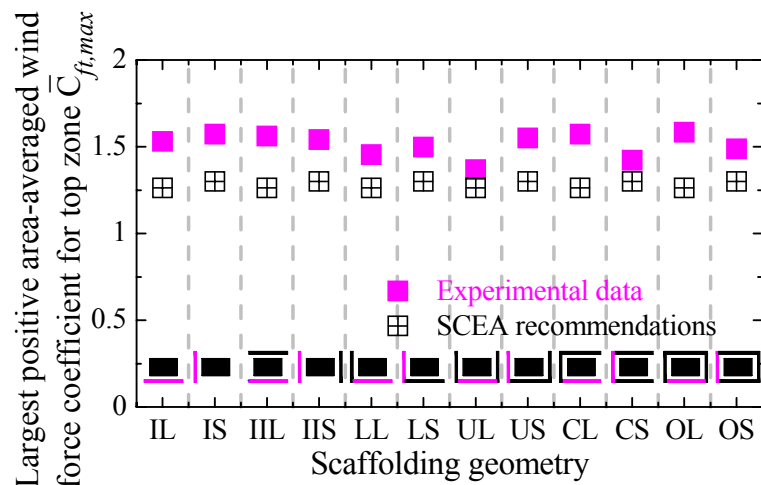 Largest positive area-averaged wind
force coefficient for top zone C̄ft,max
2
1.5
1
0.5
0
Experimental data
SCEA recommendations
IL IS IIL IIS LL LS UL US CL CS OL OS
Scaffolding geometry